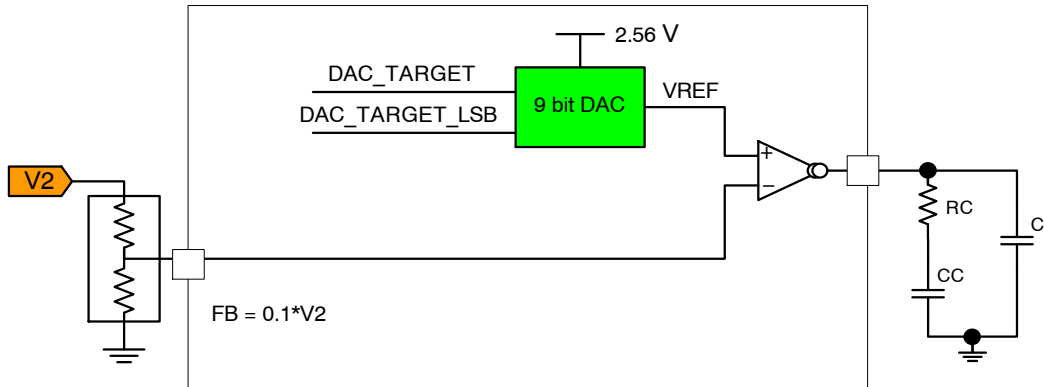 2.56 V
DAC_TARGET
DAC_TARGET_LSB
9 bit DAC
VREF
+
−
V2
RC
C
CC
FB = 0.1*V2